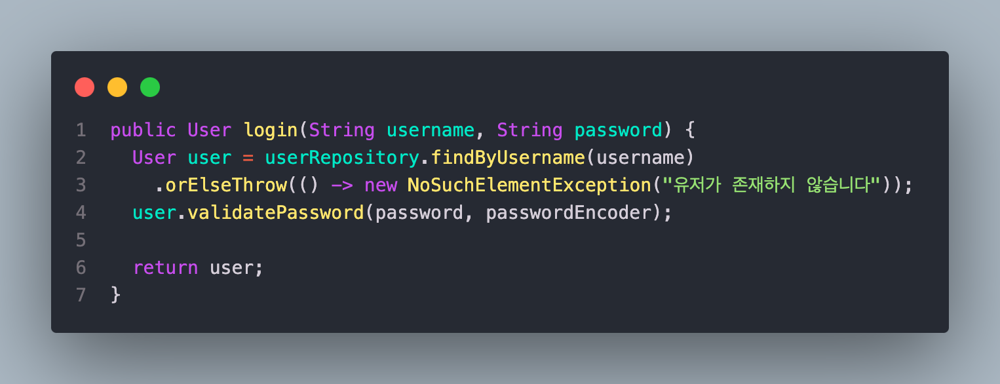 1 public User login(String username, String password) {
2 User user = userRepository.findByUsername(username)
3 .orElseThrow(() -> new NoSuchElementException("유저가 존재하지 않습니다"));
4 user.validatePassword(password, passwordEncoder);
5
6 return user;
7 }